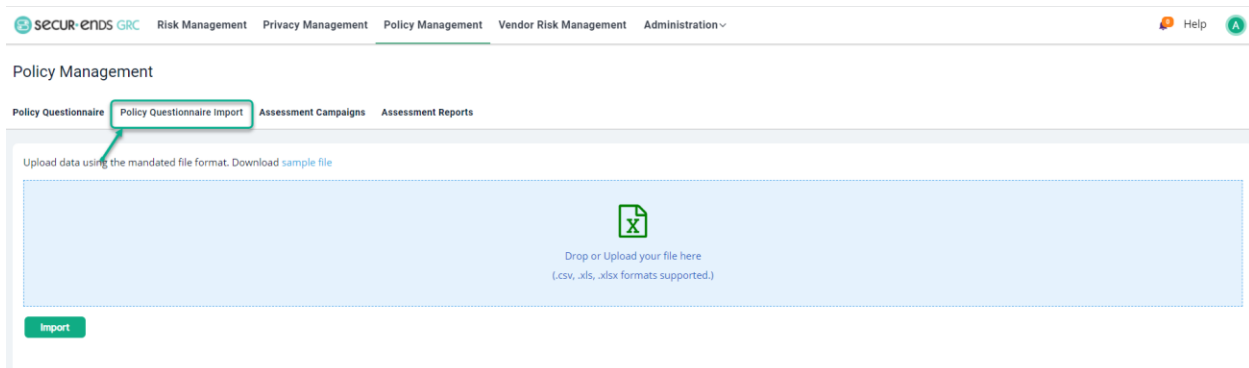 SECUR-ENDS GRC Risk Management Privacy Management Policy Management Vendor Risk Management Administration Help A
Policy Management
Policy Questionnaire Policy Questionnaire Import Assessment Campaigns Assessment Reports
Upload data using the mandated file format. Download sample file
X
Drop or Upload your file here
(.csv, .xls, .xlsx formats supported.)
Import